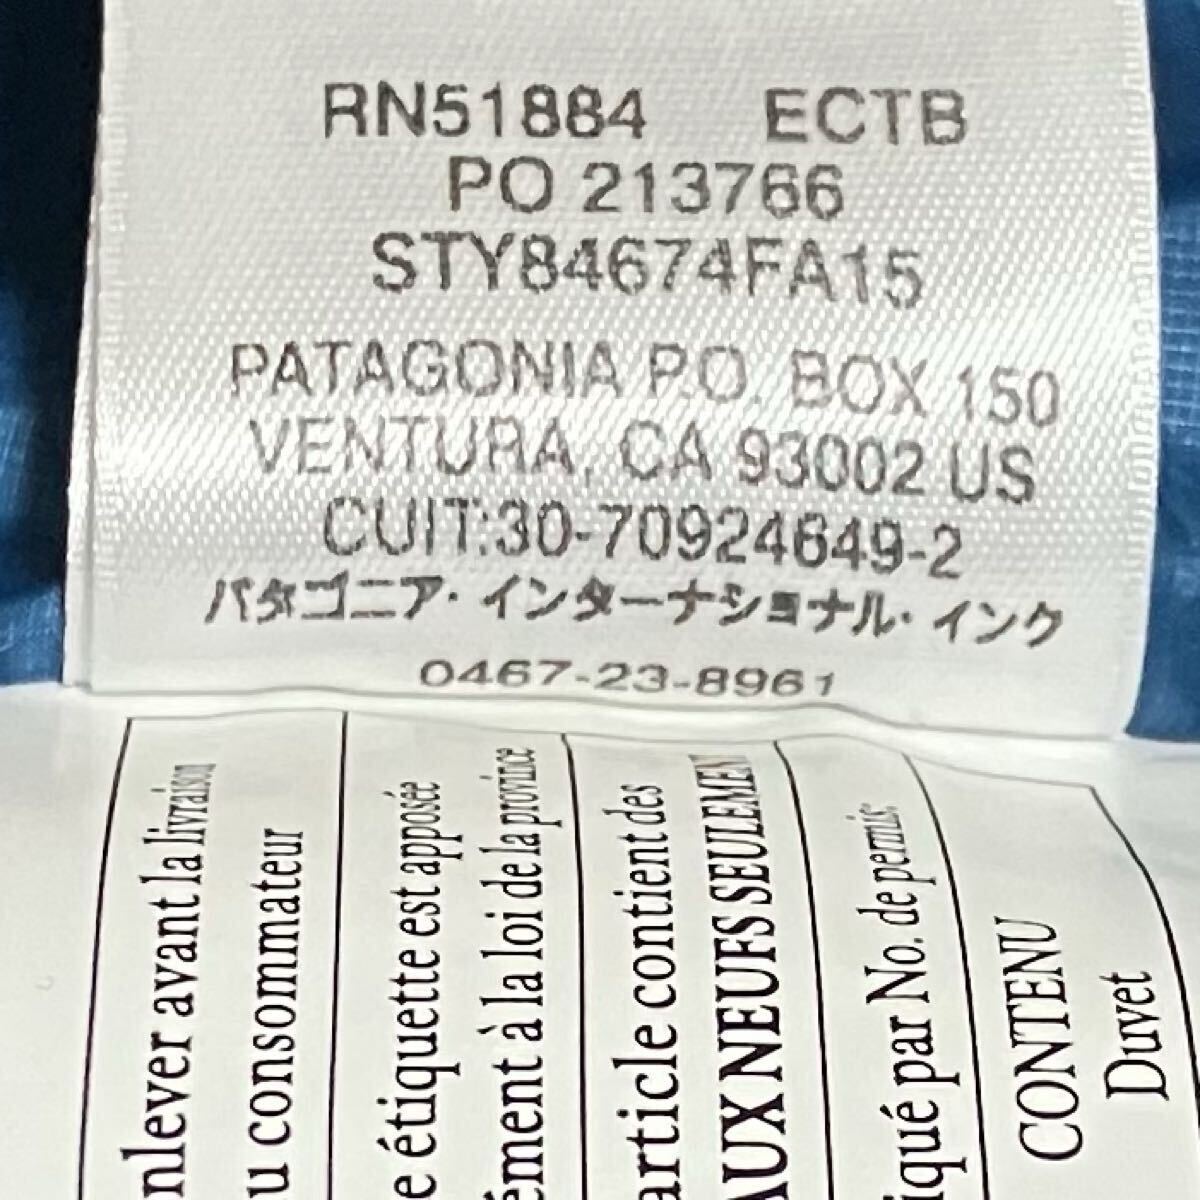 RN51884 ECTB
PO 213766
STY84674FA15
PATAGONIA P.O. BOX 150
VENTURA, CA 93002 US
CUIT:30-70924649-2
パタゴニア・インターナショナル・インク
0467-23-8961
nlever avant la livraison
u consommateur
e étiquette est apposée
ément à la loi de la province
article contient des
AUX NEUFS SEULEMEN
iqué par No. de permis:
CONTENU
Duvet